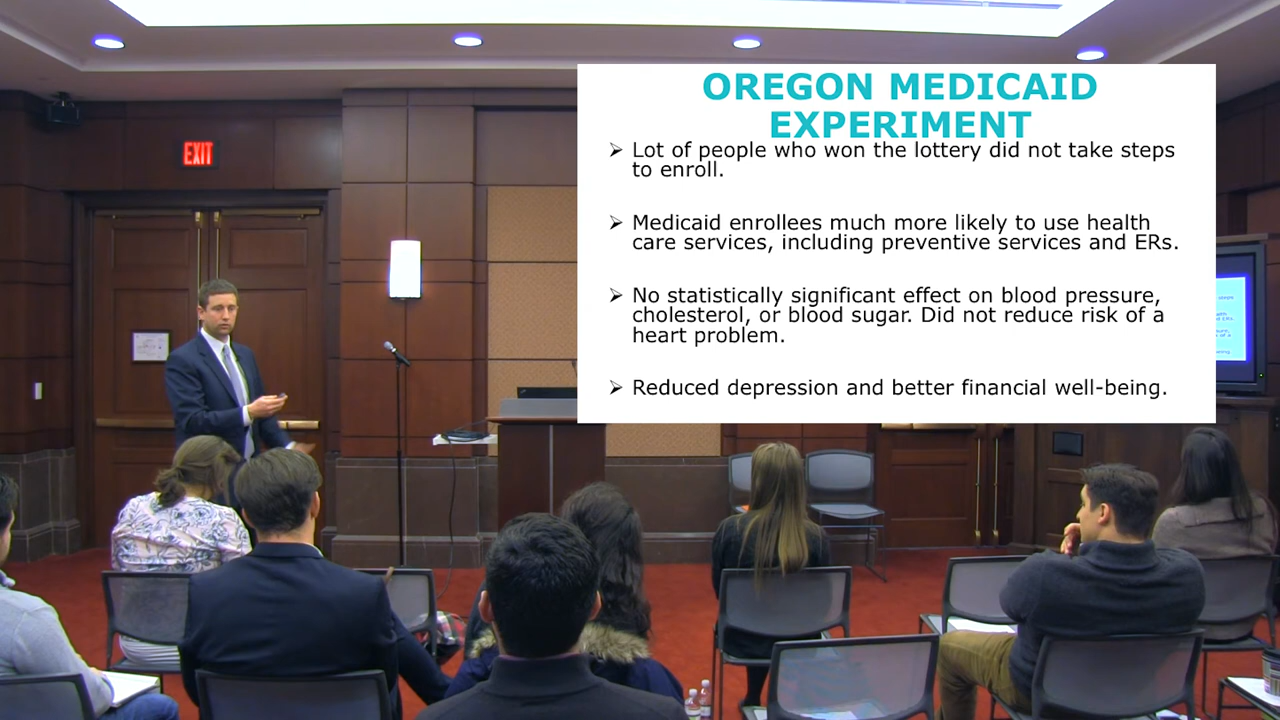 EXIT
OREGON MEDICAID
EXPERIMENT
➢ Lot of people who won the lottery did not take steps
to enroll.
➢ Medicaid enrollees much more likely to use health
care services, including preventive services and ERs.
➢ No statistically significant effect on blood pressure,
cholesterol, or blood sugar. Did not reduce risk of a
heart problem.
➢ Reduced depression and better financial well-being.